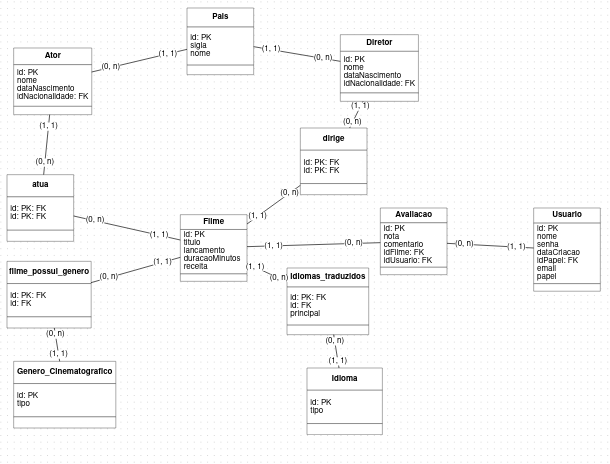 Pais
id: PK
sigla
nome
Ator
id: PK
nome
dataNascimento
idNacionalidade: FK
Diretor
id: PK
nome
dataNascimento
idNacionalidade: FK
(0, n)
(1, 1)
(1, 1)
(0, n)
(1, 1)
(0, n)
(1, 1)
(0, n)
dirige
id: PK: FK
id: PK: FK
(0, n)
(1, 1)
atua
id: PK: FK
id: PK: FK
(0, n)
(1, 1)
Filme
id: PK
titulo
lancamento
duracaoMinutos
receita
(1, 1)
(0, n)
Avaliacao
id: PK
nota
comentario
idFilme: FK
idUsuario: FK
(0, n)
(1, 1)
Usuario
id: PK
nome
senha
dataCriacao
idPapel: FK
email
papel
filme_possui_genero
id: PK: FK
id: FK
(0, n)
(1, 1)
(1, 1)
(0, n)
Idiomas_traduzidos
id: PK: FK
id: FK
principal
(0, n)
(1, 1)
Genero_Cinematografico
id: PK
tipo
(0, n)
(1, 1)
Idioma
id: PK
tipo